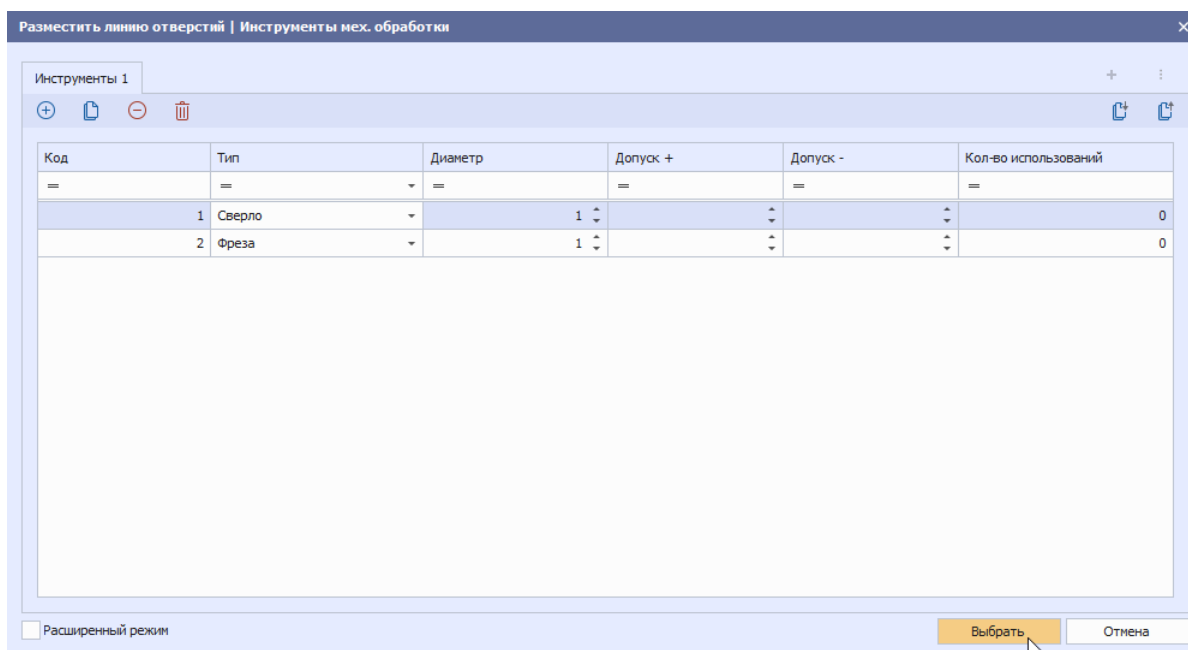 Разместить линию отверстий | Инструменты мех. обработки
Инструменты 1
Код Тип Диаметр Допуск + Допуск - Кол-во использований
= = = = = =
1 Сверло 1 0
2 Фреза 1 0
Расширенный режим Выбрать Отмена